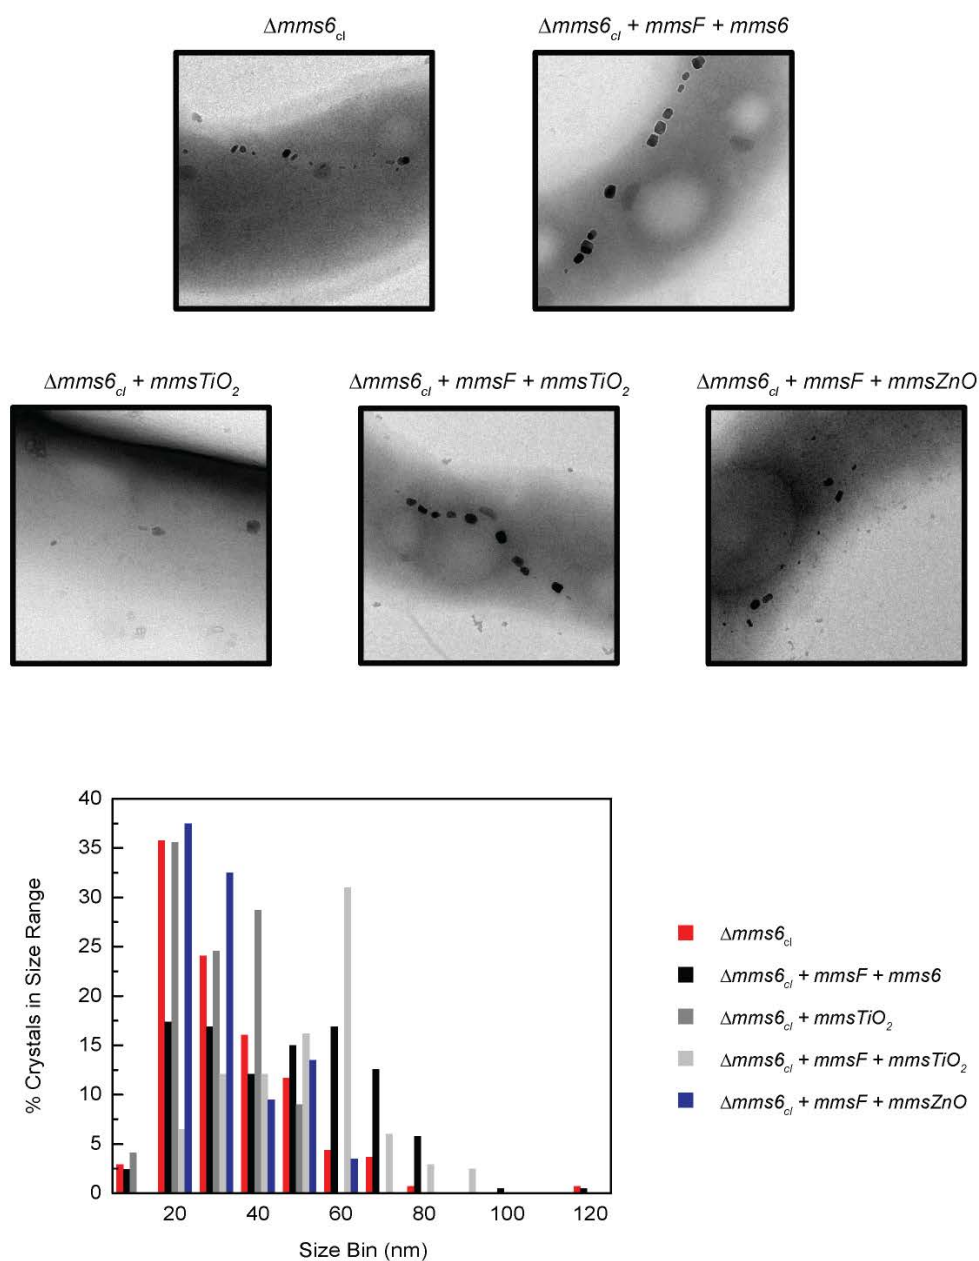 Δmms6cl
Δmms6cl + mmsF + mms6
Δmms6cl + mmsTiO2
Δmms6cl + mmsF + mmsTiO2
Δmms6cl + mmsF + mmsZnO
40
35
30
25
20
15
10
5
0
% Crystals in Size Range
20
40
60
80
100
120
Size Bin (nm)
Δmms6cl
Δmms6cl + mmsF + mms6
Δmms6cl + mmsTiO2
Δmms6cl + mmsF + mmsTiO2
Δmms6cl + mmsF + mmsZnO